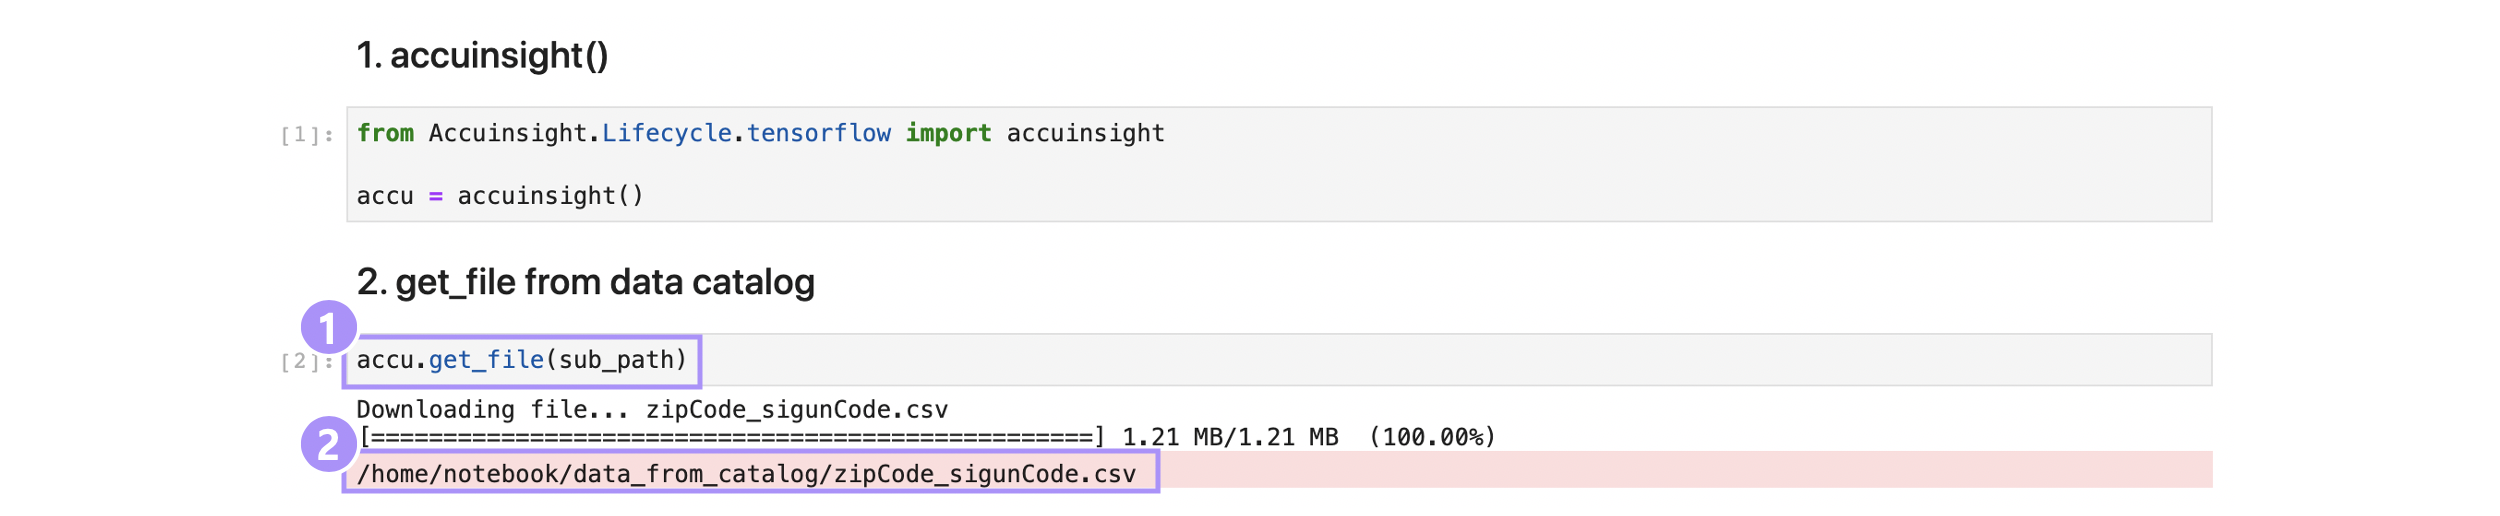 1. accuinsight()
[1]:
from Accuinsight.Lifecycle.tensorflow import accuinsight
accu = accuinsight()
2. get_file from data catalog
1
[2]:
accu.get_file(sub_path)
Downloading file... zipCode_sigunCode.csv
2
[==================================================] 1.21 MB/1.21 MB  (100.00%)
/home/notebook/data_from_catalog/zipCode_sigunCode.csv